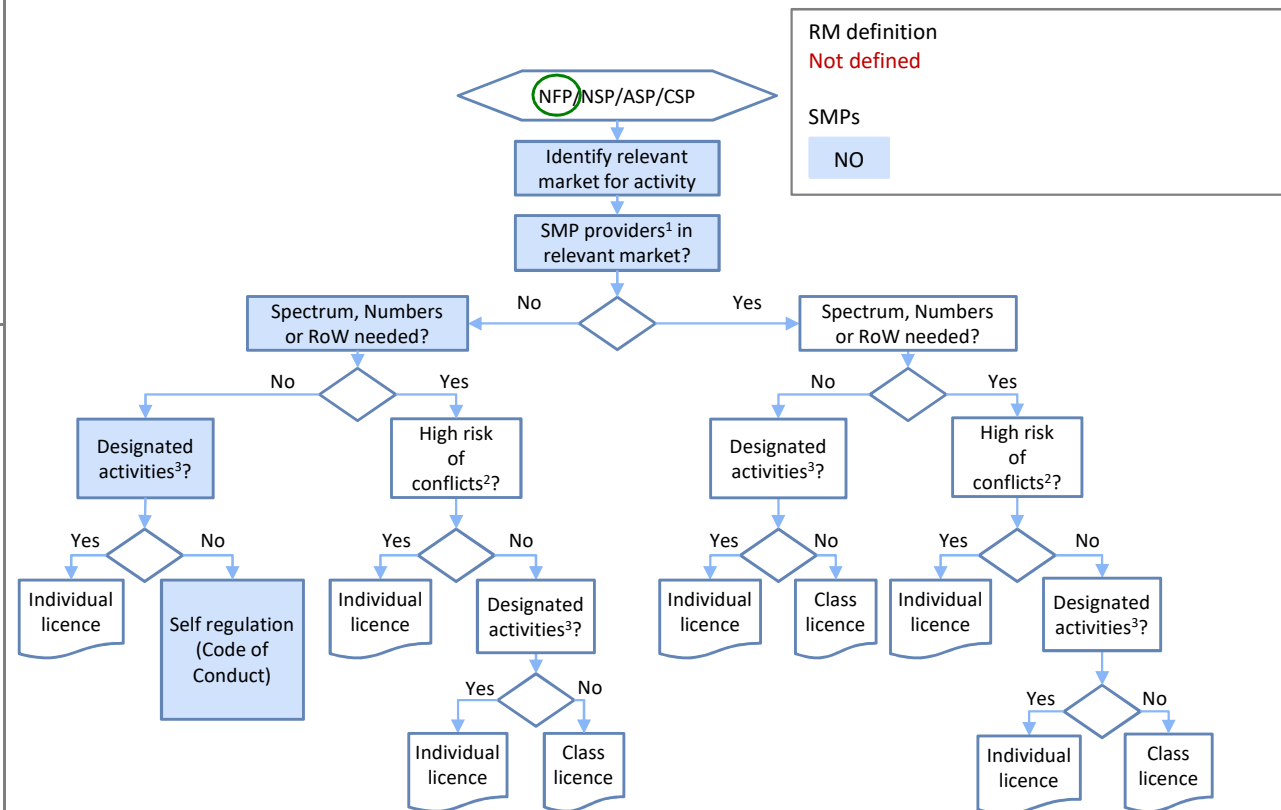 RM definition
Not defined
SMPs
NO
NFP/NSP/ASP/CSP
Identify relevant
market for activity
SMP providers¹ in
relevant market?
No
Yes
Spectrum, Numbers
or RoW needed?
Spectrum, Numbers
or RoW needed?
No
Yes
No
Yes
Designated
activities³?
High risk
of
conflicts²?
Designated
activities³?
High risk
of
conflicts²?
Yes
No
Yes
No
Yes
No
Yes
No
Individual
licence
Self regulation
(Code of
Conduct)
Individual
licence
Designated
activities³?
Individual
licence
Class
licence
Individual
licence
Designated
activities³?
Yes
No
Yes
No
Individual
licence
Class
licence
Individual
licence
Class
licence